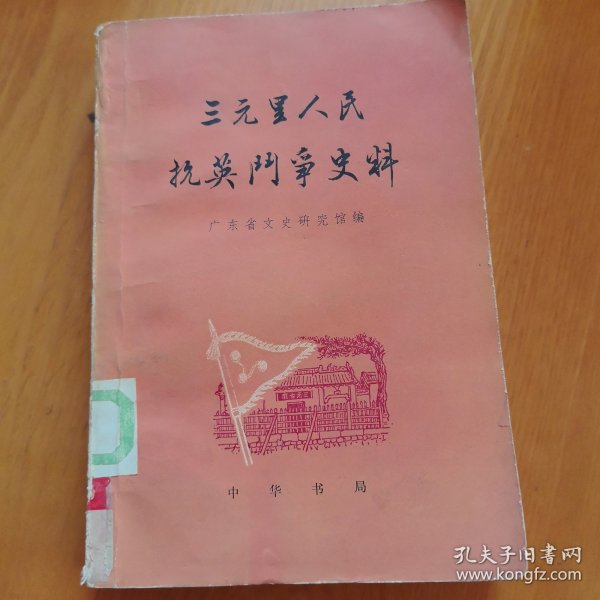 三元里人民
抗英鬥爭史料
广东省文史研究馆编
中华书局
孔夫子旧书网
www.kongfz.com